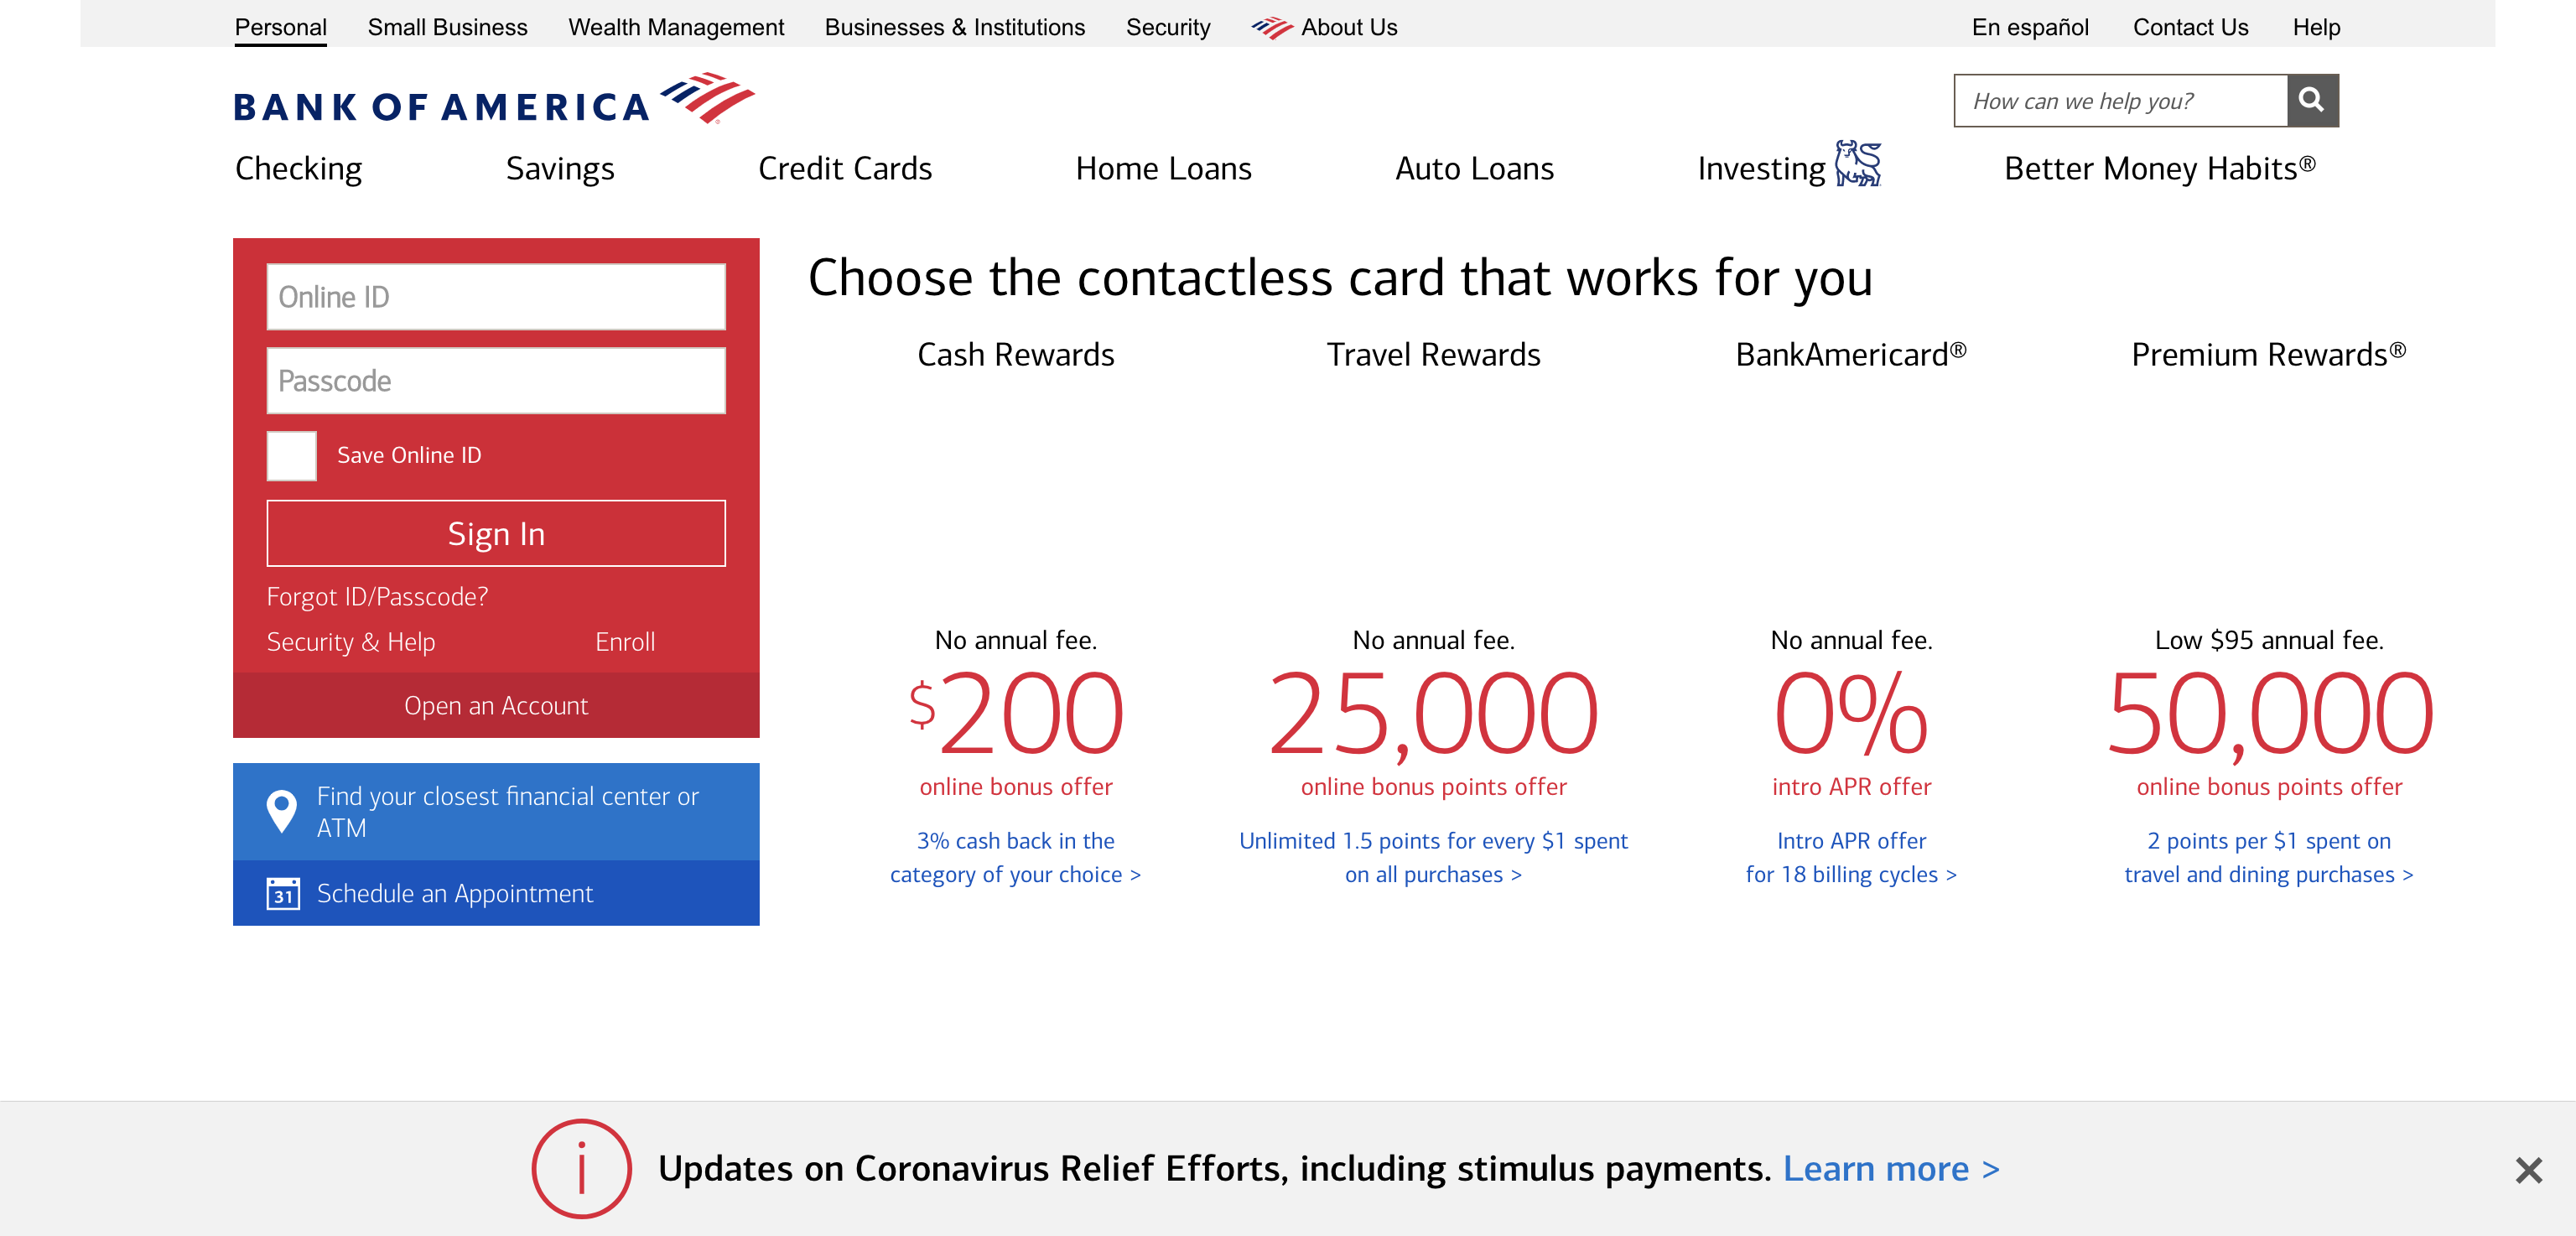 Personal Small Business Wealth Management Businesses & Institutions Security About Us En español Contact Us Help
BANK OF AMERICA
How can we help you?
Checking Savings Credit Cards Home Loans Auto Loans Investing Better Money Habits®
Online ID
Passcode
Save Online ID
Sign In
Forgot ID/Passcode?
Security & Help Enroll
Open an Account
Find your closest financial center or
ATM
31 Schedule an Appointment
Choose the contactless card that works for you
Cash Rewards
No annual fee.
$200
online bonus offer
3% cash back in the
category of your choice >
Travel Rewards
No annual fee.
25,000
online bonus points offer
Unlimited 1.5 points for every $1 spent
on all purchases >
BankAmericard®
No annual fee.
0%
intro APR offer
Intro APR offer
for 18 billing cycles >
Premium Rewards®
Low $95 annual fee.
50,000
online bonus points offer
2 points per $1 spent on
travel and dining purchases >
Updates on Coronavirus Relief Efforts, including stimulus payments. Learn more >